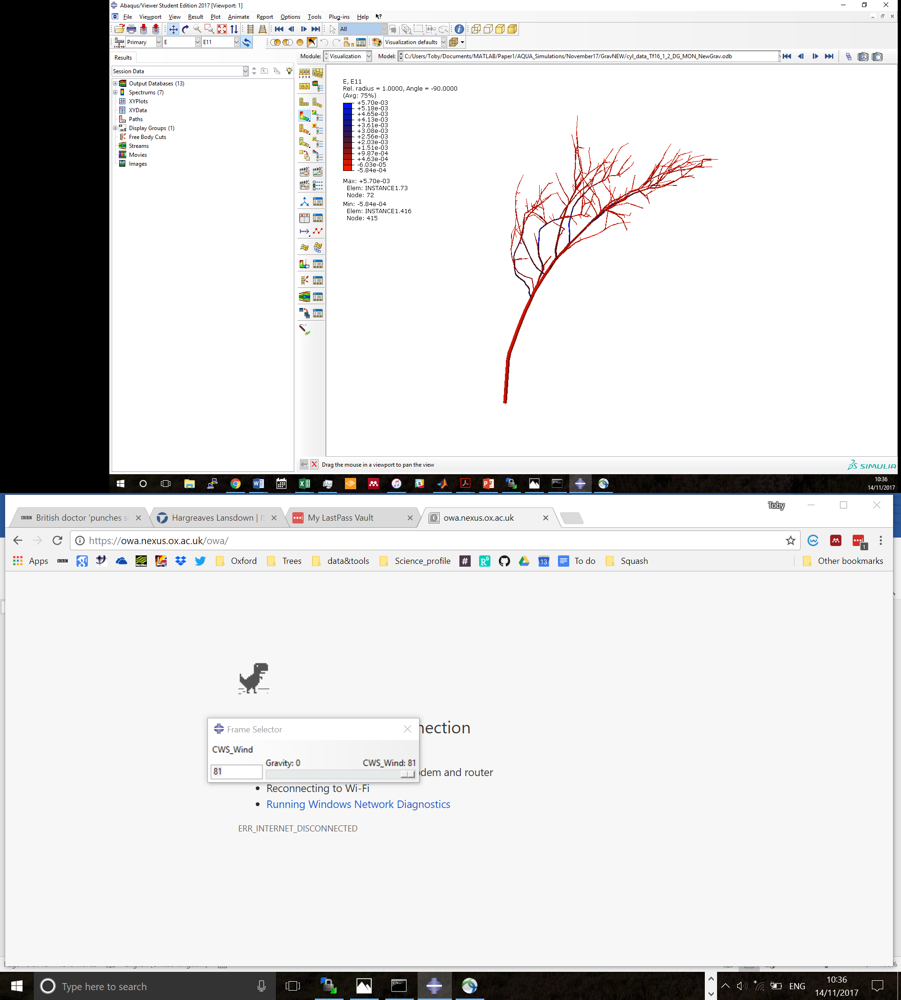 Abaqus/Viewer Student Edition 2017 [Viewport: 1]
File Viewport View Result Plot Animate Report Options Tools Plug-ins Help
All
Primary E E11 Visualization defaults
Results
Module: Visualization Model: C:/Users/Toby/Documents/MATLAB/Paper1/AQUA_Simulations/November17/GravNEW/cyl_data_Tf16_1_2_DG_MON_NewGrav.odb
Session Data
Output Databases (13)
Spectrums (7)
XYPlots
XYData
Paths
Display Groups (1)
Free Body Cuts
Streams
Movies
Images
E, E11
Rel. radius = 1.0000, Angle = -90.0000
(Avg: 75%)
+5.70e-03
+5.18e-03
+4.65e-03
+4.13e-03
+3.61e-03
+3.08e-03
+2.56e-03
+2.03e-03
+1.51e-03
+9.87e-04
+4.63e-04
-6.03e-05
-5.84e-04
Max: +5.70e-03
Elem: INSTANCE1.73
Node: 72
Min: -5.84e-04
Elem: INSTANCE1.416
Node: 415
Drag the mouse in a viewport to pan the view
SIMULIA
10:36
14/11/2017
Toby
BBC British doctor 'punches s
Hargreaves Lansdown | IS
My LastPass Vault
owa.nexus.ox.ac.uk
https://owa.nexus.ox.ac.uk/owa/
1
Apps BBC Oxford Trees data&tools Science_profile # 13 To do Squash Other bookmarks
nection
Frame Selector
CWS_Wind
Gravity: 0 CWS_Wind: 81
81
dem and router
Reconnecting to Wi-Fi
Running Windows Network Diagnostics
ERR_INTERNET_DISCONNECTED
Type here to search
ENG
10:36
14/11/2017